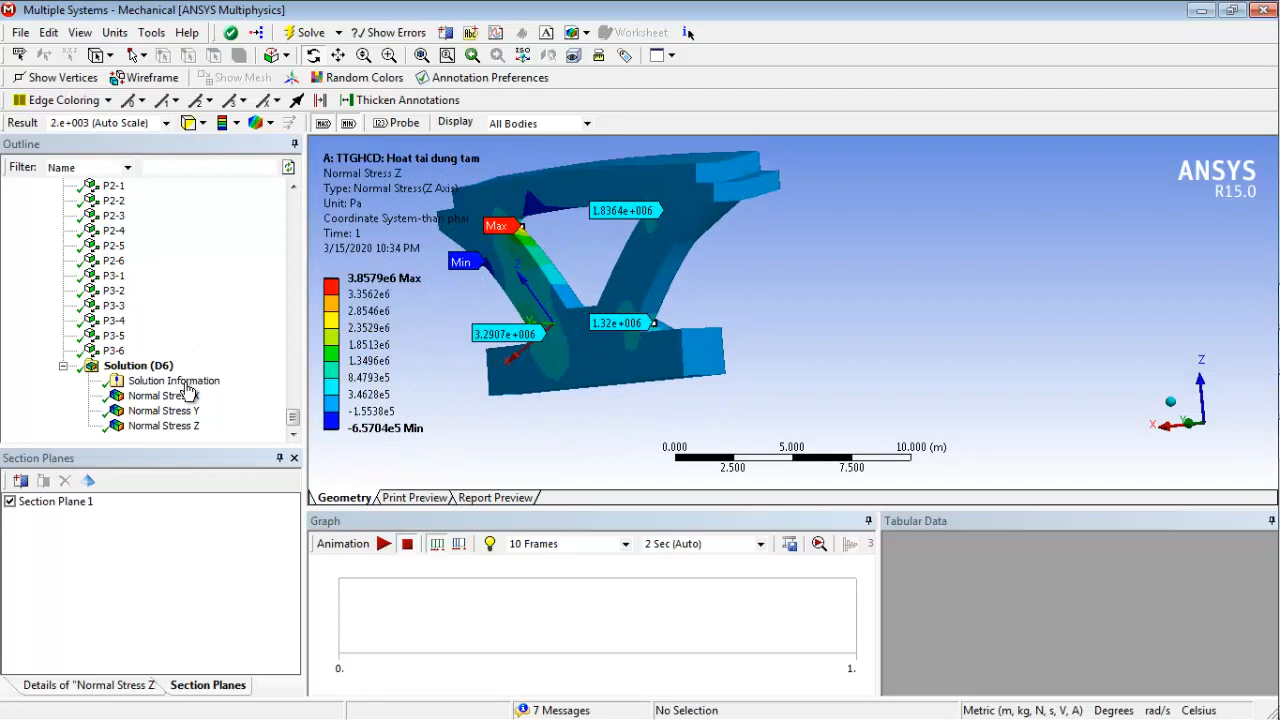 Multiple Systems - Mechanical [ANSYS Multiphysics]
File Edit View Units Tools Help Solve ?/ Show Errors Worksheet
Show Vertices Wireframe Show Mesh Random Colors Annotation Preferences
Edge Coloring Thicken Annotations
Result 2.e+003 (Auto Scale) Probe Display All Bodies
Outline
Filter: Name
P2-1
P2-2
P2-3
P2-4
P2-5
P2-6
P3-1
P3-2
P3-3
P3-4
P3-5
P3-6
Solution (D6)
Solution Information
Normal Stress X
Normal Stress Y
Normal Stress Z
Section Planes
Section Plane 1
Details of "Normal Stress Z
Section Planes
A: TTGHCD: Hoat tai dung tam
Normal Stress Z
Type: Normal Stress(Z Axis)
Unit: Pa
Coordinate System-than phai
Time: 1
3/15/2020 10:34 PM
3.8579e6 Max
3.3562e6
2.8546e6
2.3529e6
1.8513e6
1.3496e6
8.4793e5
3.4628e5
-1.5538e5
-6.5704e5 Min
Max
Min
1.8364e+006
3.2907e+006
1.32e+006
Z
ANSYS
R15.0
Z
X
Y
0.000 5.000 10.000 (m)
2.500 7.500
Geometry Print Preview Report Preview
Graph
Animation 10 Frames 2 Sec (Auto) 3
0. 1.
Tabular Data
7 Messages No Selection Metric (m, kg, N, s, V, A) Degrees rad/s Celsius